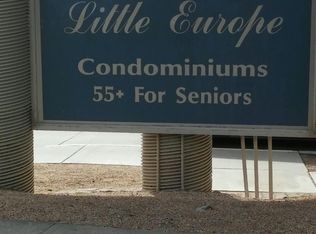 Little Europe
Condominiums
55+ For Seniors